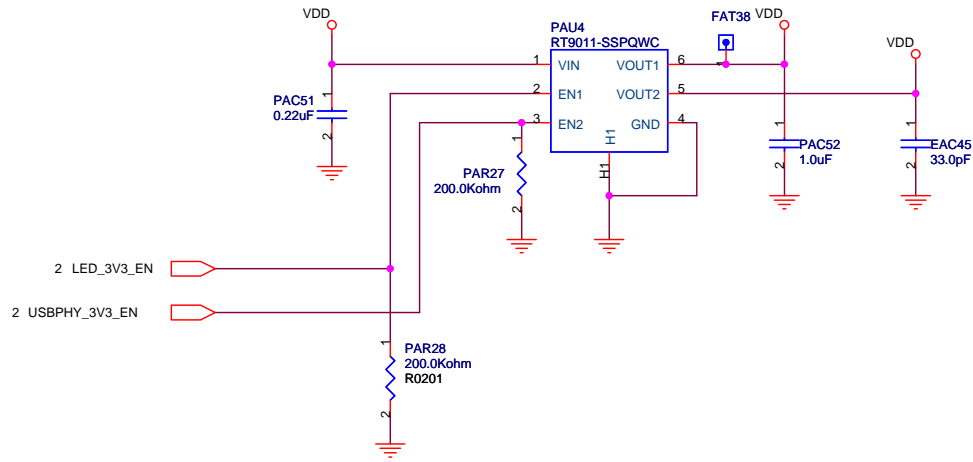 FAT38
VDD
PAU4
VDD
RT9011-SSPQWC
VDD
1
VIN
VOUT1
6
1
1
2
EN1
VOUT2
5
PAC51
0.22uF
2
3
EN2
GND
4
1
1
1
H1
PAR27
200.0Kohm
2
H1
PAC52
1.0uF
2
EAC45
33.0pF
2
2 LED_3V3_EN
2 USBPHY_3V3_EN
1
PAR28
200.0Kohm
R0201
2